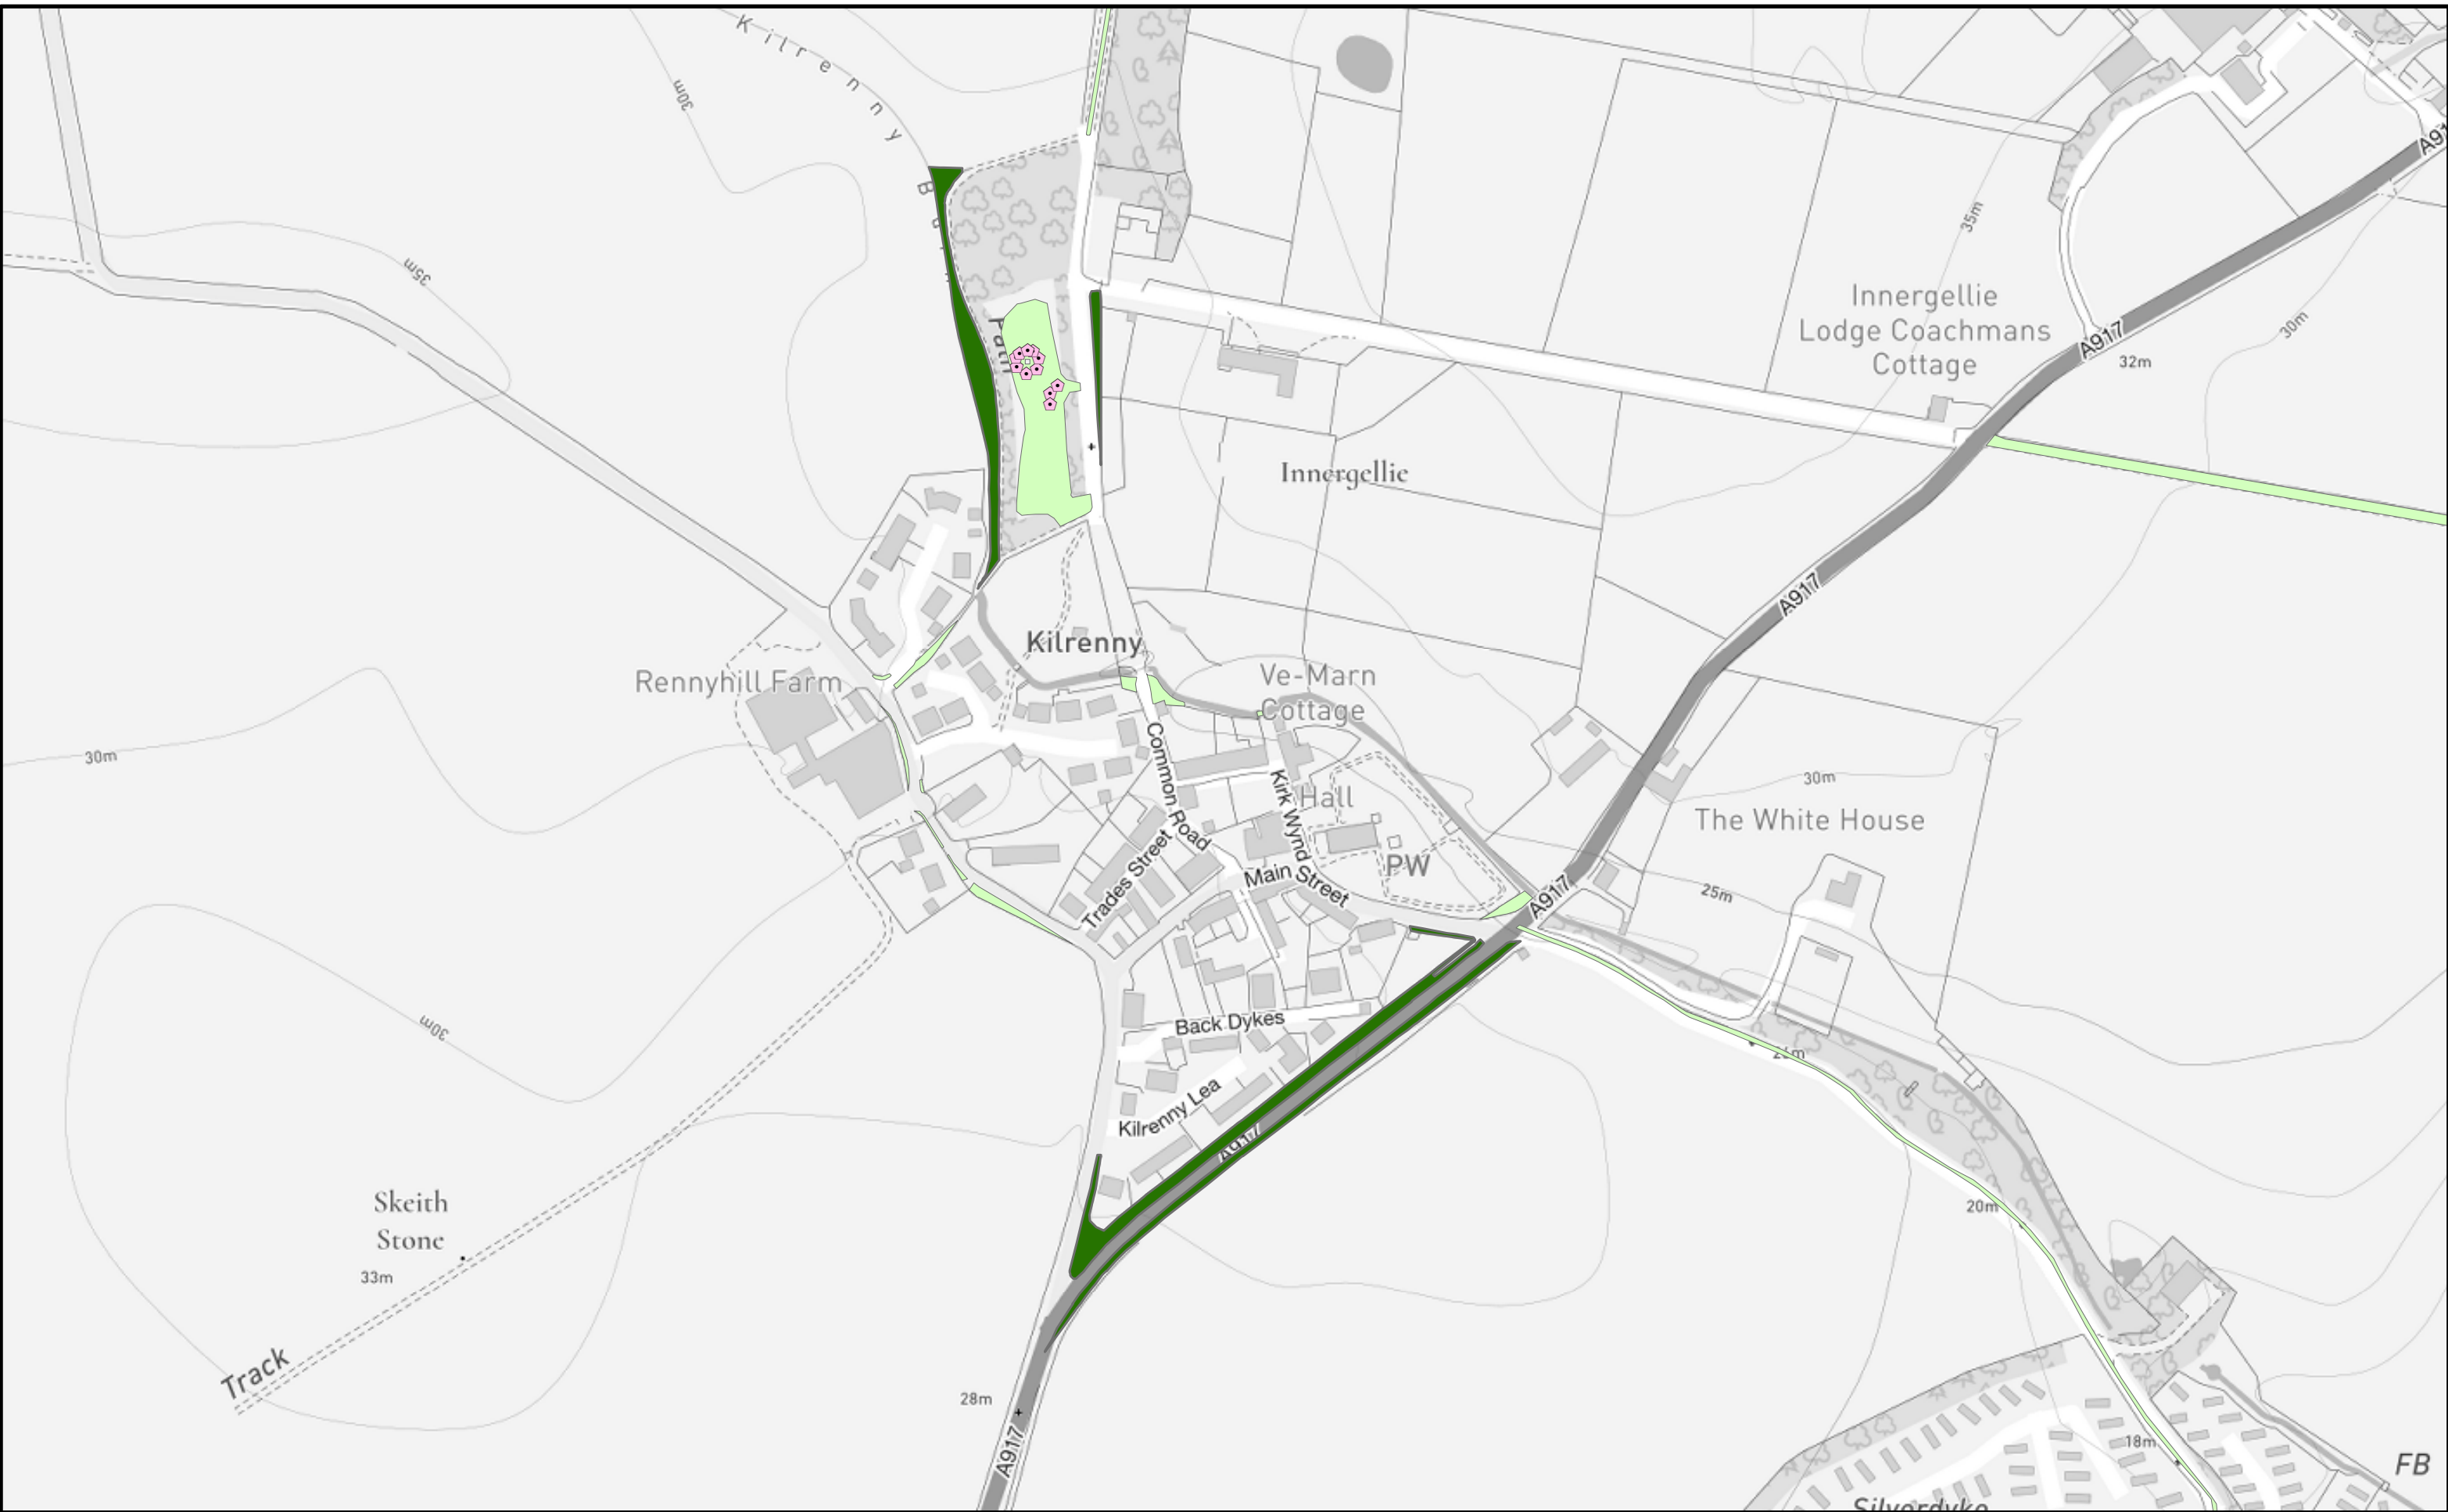 Kilrenny
Burn
30m
35m
A917
Path
35m
Innergellie
Lodge Coachmans
Cottage
30m
A917
32m
Innergellie
A917
Kilrenny
Rennyhill Farm
Ve-Marn
Cottage
30m
Common Road
Kirk Wynd
Hall
30m
The White House
Trades Street
Main Street
PW
A917
25m
30m
Back Dykes
Kilrenny Lea
A917
Skeith
Stone
33m
20m
Track
28m
A917
18m
FB
Silverdyke